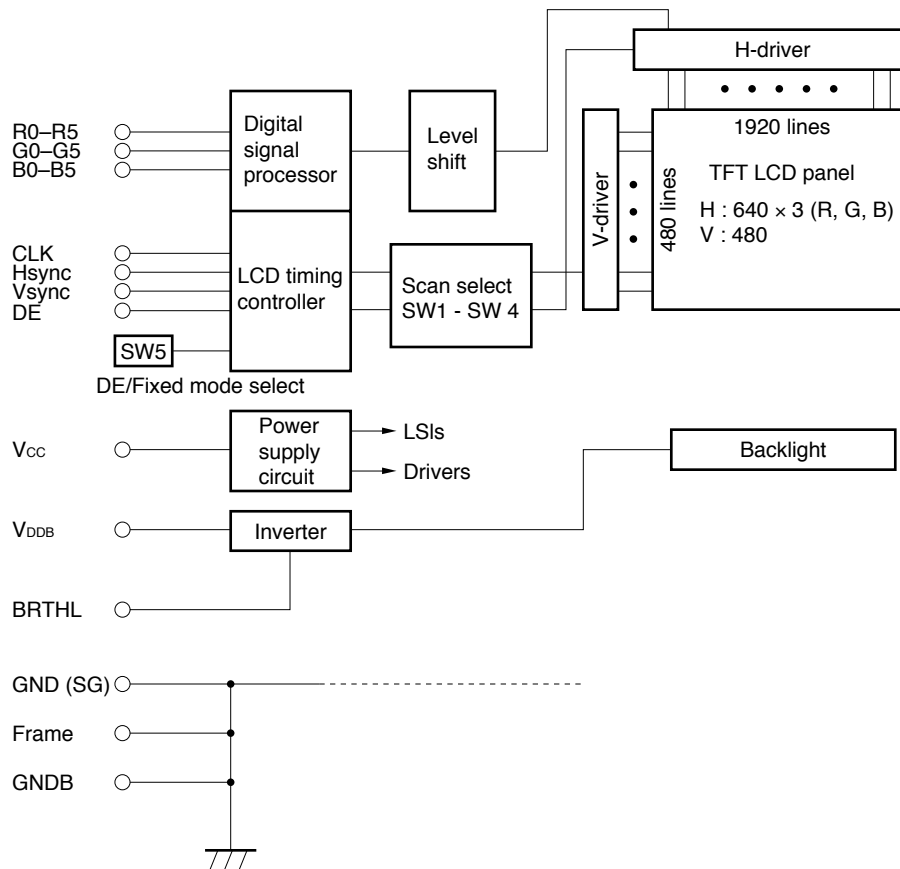 H-driver
R0–R5
G0–G5
B0–B5
Digital
signal
processor
Level
shift
V-driver
480 lines
1920 lines
TFT LCD panel
H : 640 × 3 (R, G, B)
V : 480
CLK
Hsync
Vsync
DE
LCD timing
controller
Scan select
SW1 - SW 4
SW5
DE/Fixed mode select
VCC
Power
supply
circuit
LSIs
Drivers
Backlight
VDDB
Inverter
BRTHL
GND (SG)
Frame
GNDB